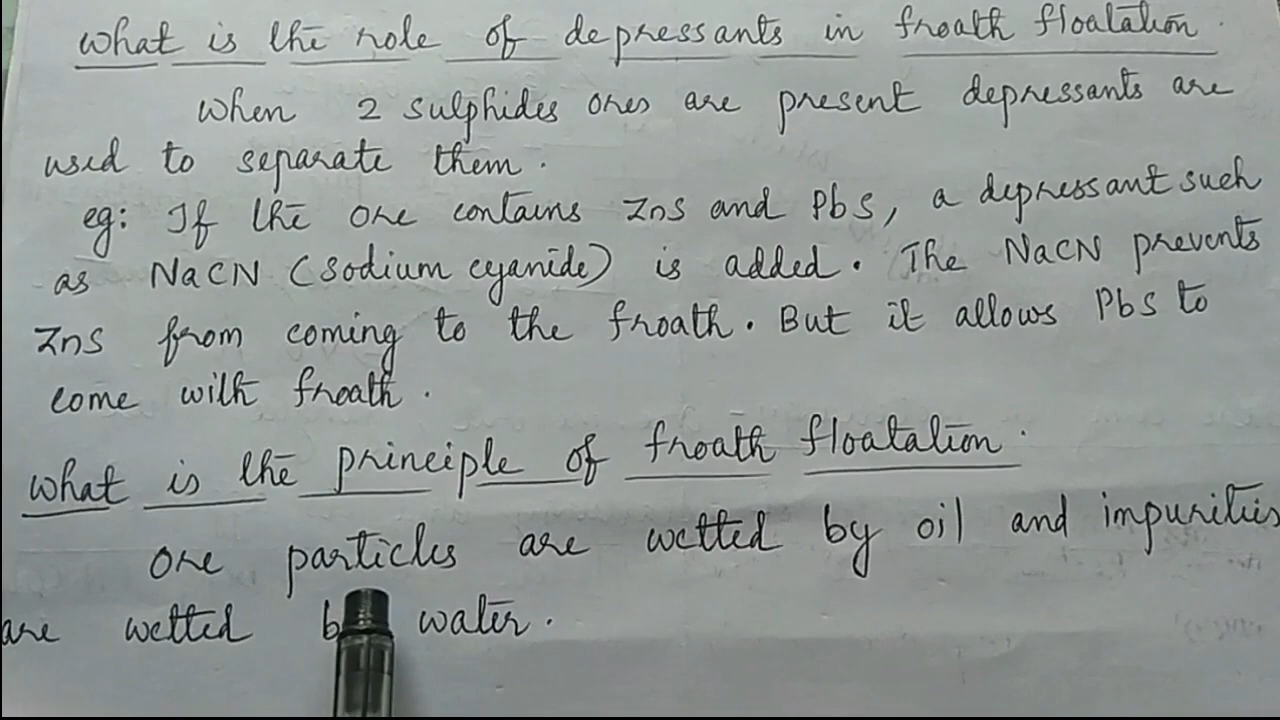 What is the role of depressants in froath floatation.
When 2 sulphides ores are present depressants are
used to separate them.
eg: If the ore contains ZnS and PbS, a depressant such
as NaCN (sodium cyanide) is added. The NaCN prevents
ZnS from coming to the froath. But it allows PbS to
come with froath.
What is the principle of froath floatation.
Ore particles are wetted by oil and impurities
are wetted b water.